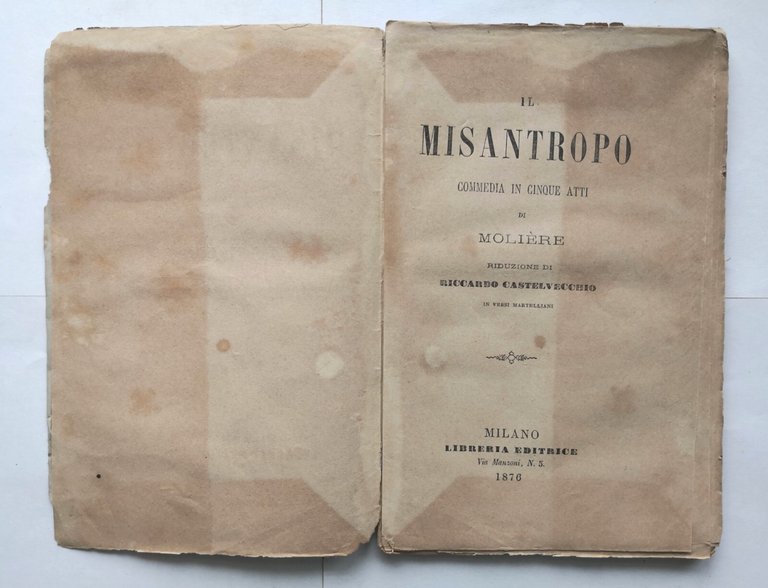 IL
MISANTROPO
COMMEDIA IN CINQUE ATTI
DI
MOLIÈRE
RIDUZIONE DI
RICCARDO CASTELVECCHIO
IN VERSI MARTELLIANI
MILANO
LIBRERIA EDITRICE
Via Manzoni, N. 5.
1876